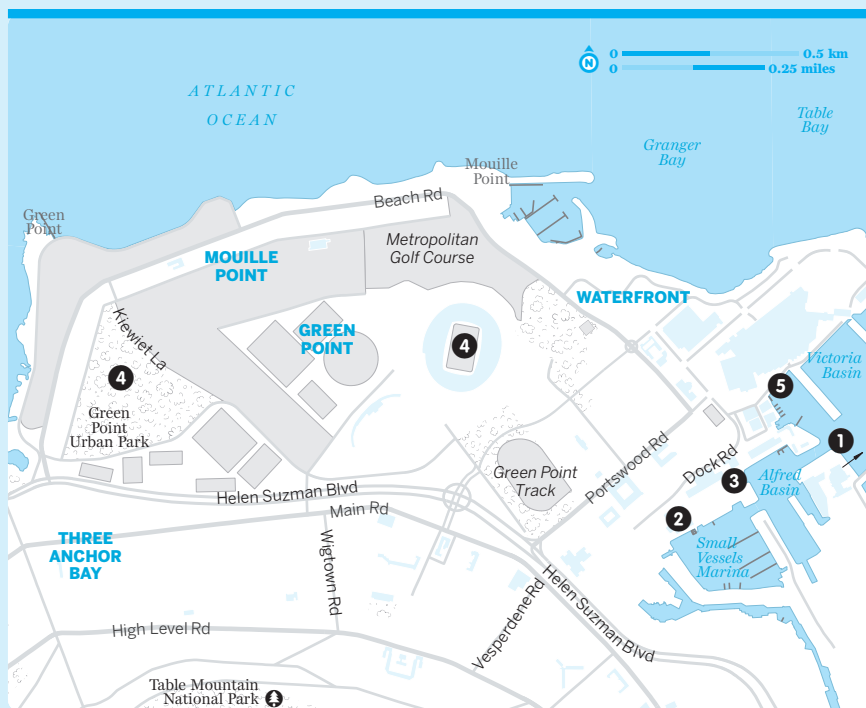 0 0.5 km
N
0 0.25 miles
ATLANTIC
OCEAN
Table
Bay
Granger
Bay
Mouille
Point
Beach Rd
Green
Point
Metropolitan
Golf Course
MOUILLE
POINT
WATERFRONT
Kiewiet La
GREEN
POINT
4
4
Victoria
Basin
5
Green
Point
Urban Park
1
Portswood Rd
Dock Rd
Green Point
Track
3
Alfred
Basin
Helen Suzman Blvd
Main Rd
2
THREE
ANCHOR
BAY
Wigtown Rd
Small
Vessels
Marina
Helen Suzman Blvd
Vesperdene Rd
High Level Rd
Table Mountain
National Park